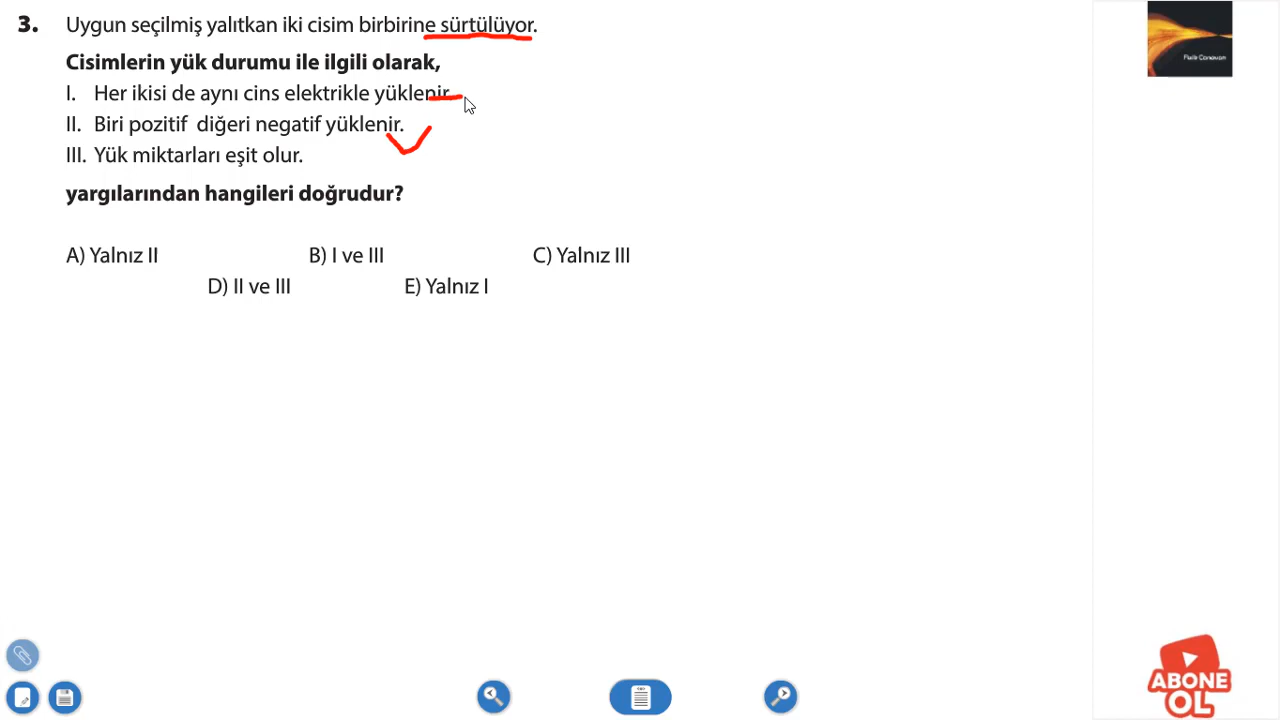 3. Uygun seçilmiş yalıtkan iki cisim birbirine sürtülüyor.
Cisimlerin yük durumu ile ilgili olarak,
I. Her ikisi de aynı cins elektrikle yüklenir.
II. Biri pozitif diğeri negatif yüklenir.
III. Yük miktarları eşit olur.
yargılarından hangileri doğrudur?
A) Yalnız II B) I ve III C) Yalnız III
D) II ve III E) Yalnız I
ABONE
OL